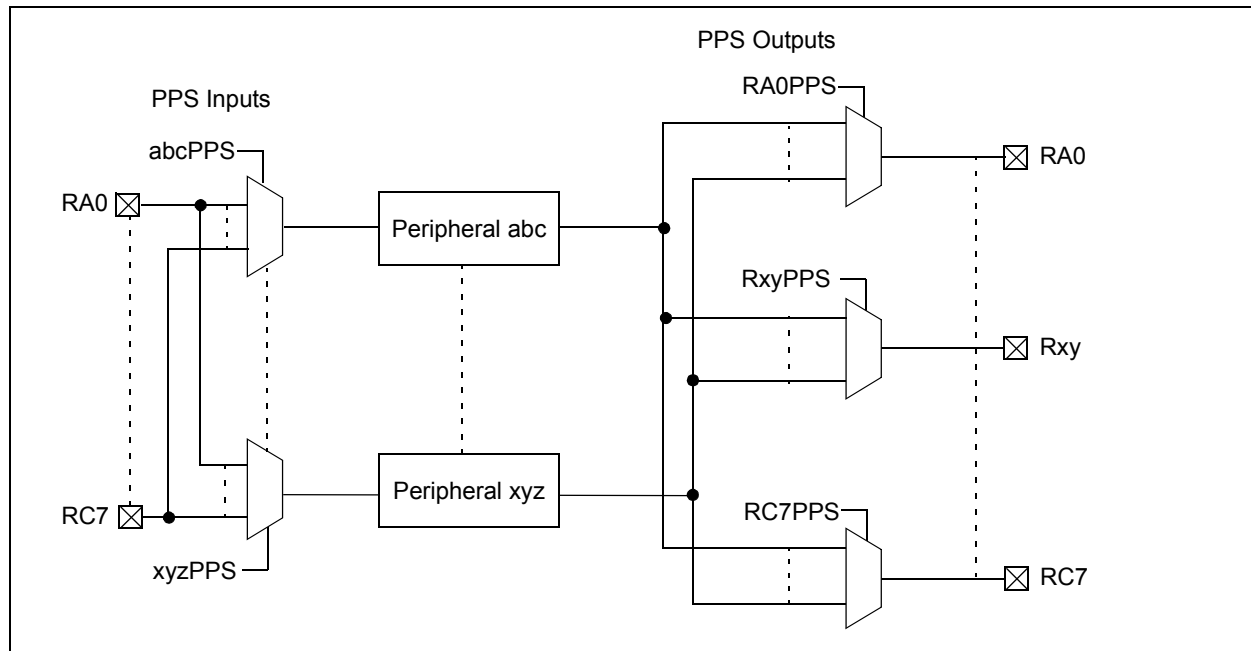 PPS Outputs
RA0PPS
PPS Inputs
abcPPS
RA0
RA0
Peripheral abc
RxyPPS
Rxy
Peripheral xyz
RC7
RC7PPS
xyzPPS
RC7